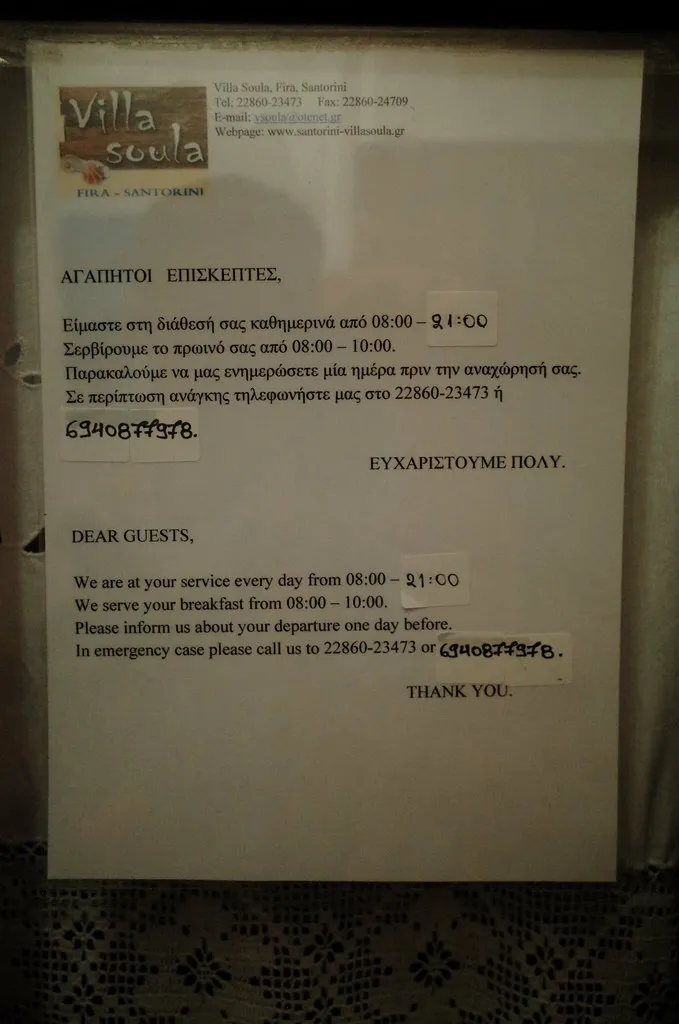 Villa
soula
FIRA - SANTORINI
Villa Soula, Fira, Santorini
Tel: 22860-23473 Fax: 22860-24709
E-mail: vsoula@otenet.gr
Webpage: www.santorini-villasoula.gr
ΑΓΑΠΗΤΟΙ ΕΠΙΣΚΕΠΤΕΣ,
Είμαστε στη διάθεσή σας καθημερινά από 08:00 – 21:00
Σερβίρουμε το πρωινό σας από 08:00 – 10:00.
Παρακαλούμε να μας ενημερώσετε μία ημέρα πριν την αναχώρησή σας.
Σε περίπτωση ανάγκης τηλεφωνήστε μας στο 22860-23473 ή
6940877978.
ΕΥΧΑΡΙΣΤΟΥΜΕ ΠΟΛΥ.
DEAR GUESTS,
We are at your service every day from 08:00 – 21:00
We serve your breakfast from 08:00 – 10:00.
Please inform us about your departure one day before.
In emergency case please call us to 22860-23473 or 6940877978.
THANK YOU.